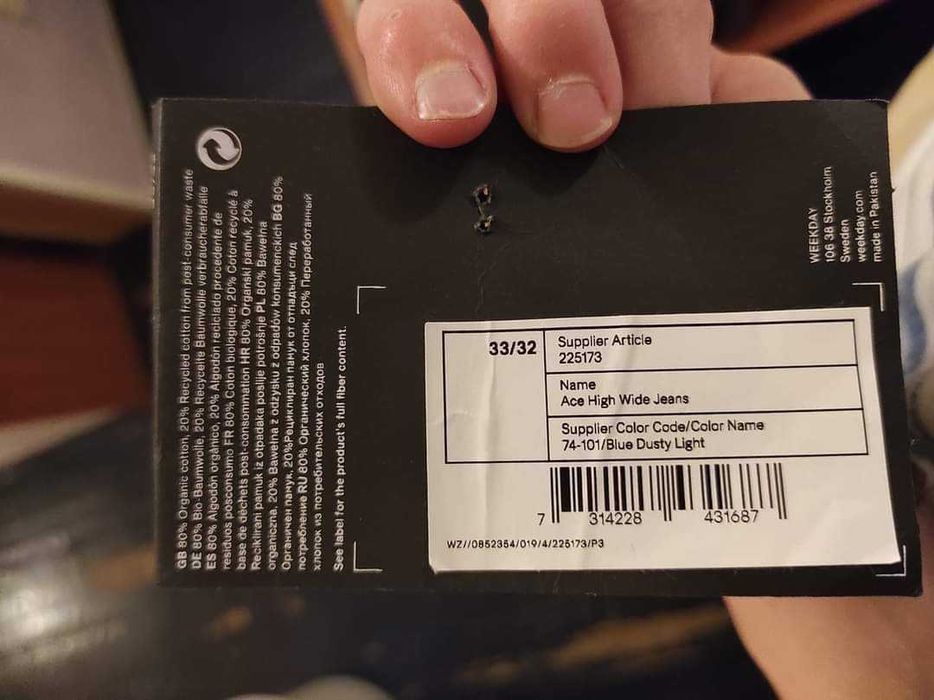 GB 80% Organic cotton, 20% Recycled cotton from post-consumer waste
DE 80% Bio-Baumwolle, 20% Recycelte Baumwolle verbraucherabfälle
ES 80% Algodón orgánico, 20% Algodón reciclado procedente de
residuos posconsumo FR 80% Coton biologique, 20% Coton recyclé à
base de déchets post-consommation HR 80% Organski pamuk, 20%
Reciklirani pamuk iz otpadaka poslije potrošnje PL 80% Bawełna
organiczna, 20% Bawełna z odzysku z odpadów konsumenckich BG 80%
Органичен памук, 20%Рециклиран памук от отпадъци след
потребление RU 80% Органический хлопок, 20% Переработанный
хлопок из потребительских отходов
See label for the product's full fiber content.
WEEKDAY
106 38 Stockholm
Sweden
weekday.com
made in Pakistan
33/32
Supplier Article
225173
Name
Ace High Wide Jeans
Supplier Color Code/Color Name
74-101/Blue Dusty Light
7 314228 431687
WZ//0852354/019/4/225173/P3